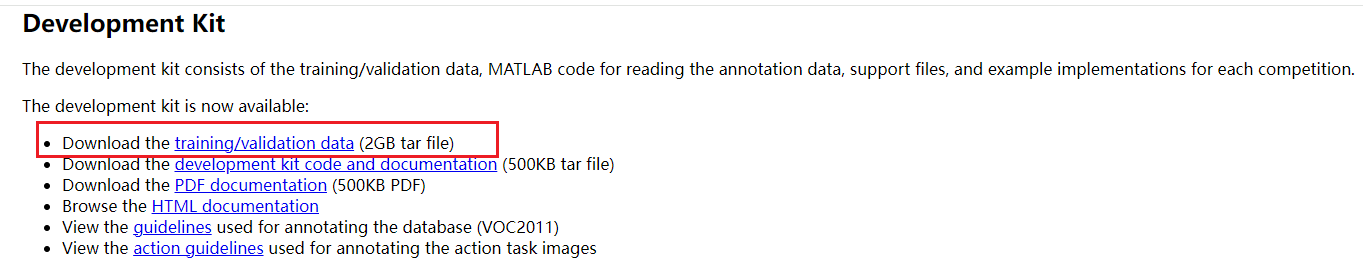 Development Kit
The development kit consists of the training/validation data, MATLAB code for reading the annotation data, support files, and example implementations for each competition.
The development kit is now available:
• Download the training/validation data (2GB tar file)
• Download the development kit code and documentation (500KB tar file)
• Download the PDF documentation (500KB PDF)
• Browse the HTML documentation
• View the guidelines used for annotating the database (VOC2011)
• View the action guidelines used for annotating the action task images